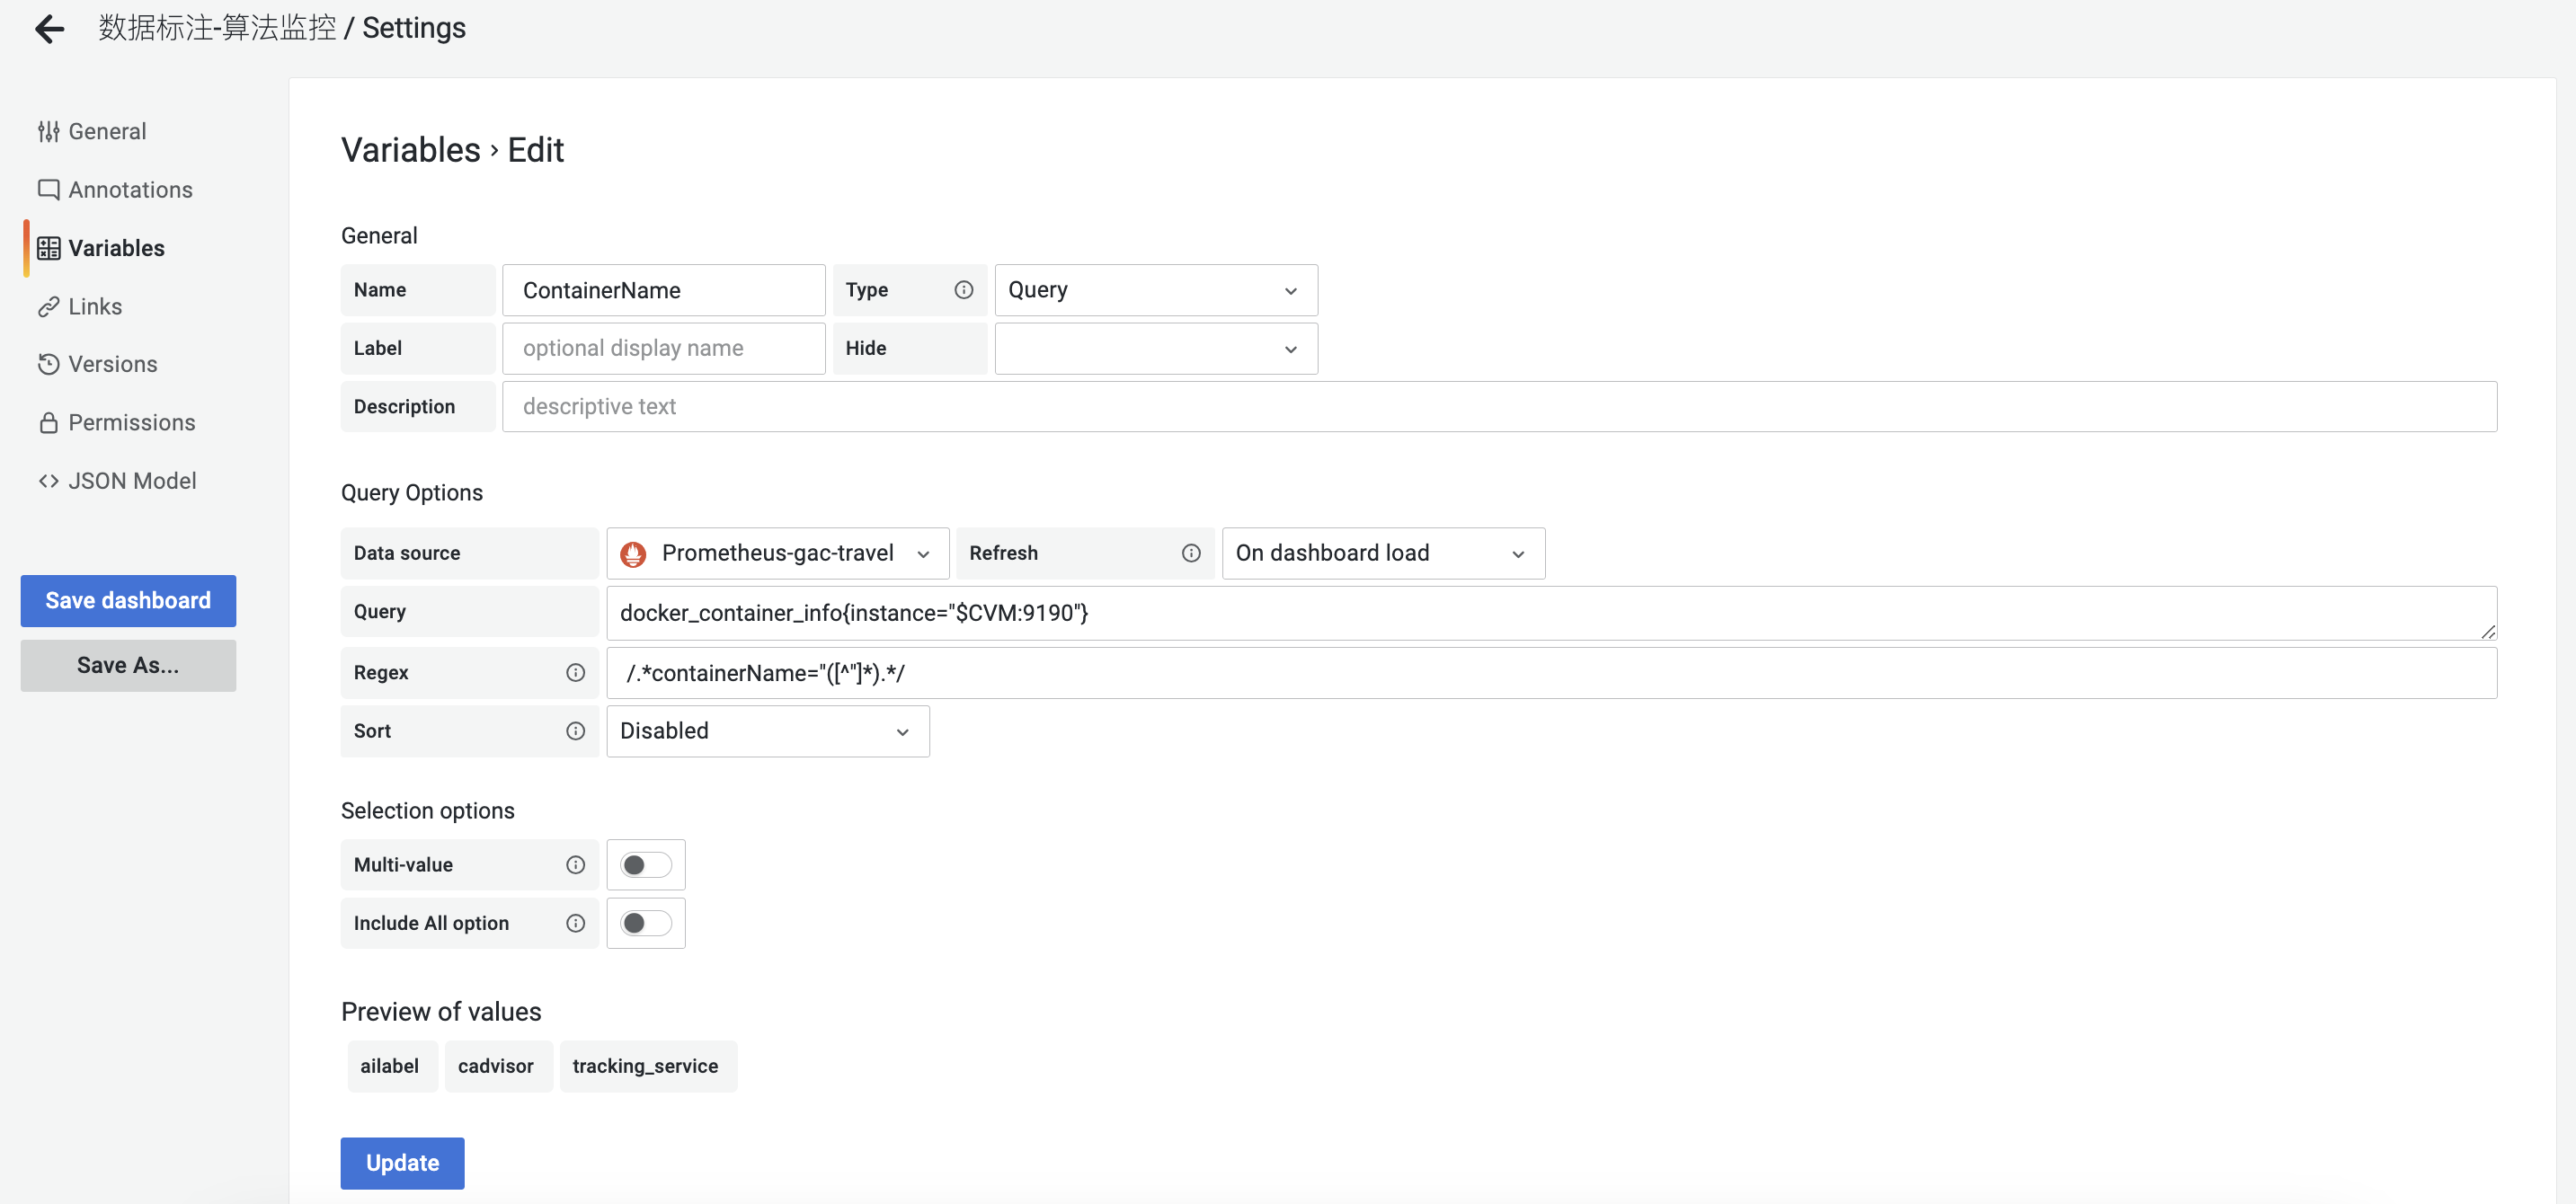 数据标注-算法监控 / Settings
General
Annotations
Variables
Links
Versions
Permissions
JSON Model
Save dashboard
Save As...
Variables › Edit
General
Name ContainerName Type Query
Label optional display name Hide
Description descriptive text
Query Options
Data source Prometheus-gac-travel Refresh On dashboard load
Query docker_container_info{instance="$CVM:9190"}
Regex /.*containerName="([^"]*).*/
Sort Disabled
Selection options
Multi-value
Include All option
Preview of values
ailabel cadvisor tracking_service
Update